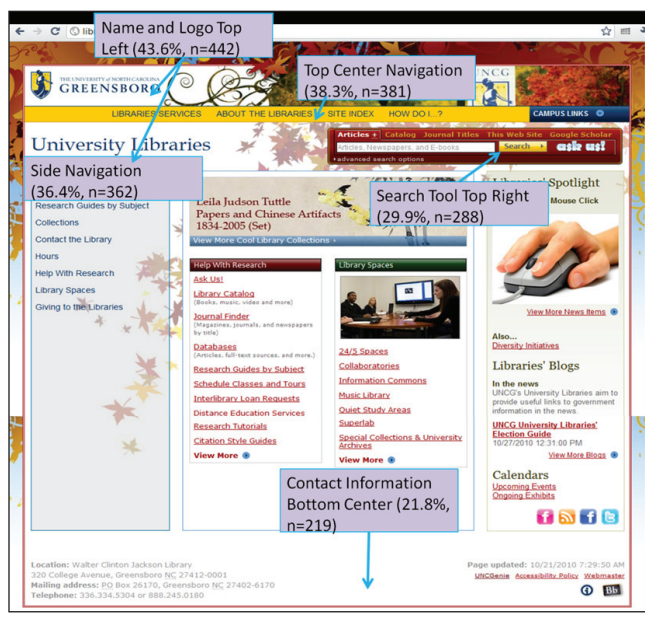 lib
Name and Logo Top
Left (43.6%, n=442)
Top Center Navigation
(38.3%, n=381)
THE UNIVERSITY of NORTH CAROLINA
GREENSBORO
UNCG
LIBRARIES SERVICES ABOUT THE LIBRARIES SITE INDEX HOW DO I...?
CAMPUS LINKS
University Libraries
Articles Catalog Journal Titles This Web Site Google Scholar
Articles, Newspapers, and E-books
Search
ask us!
advanced search options
Side Navigation
(36.4%, n=362)
Research Guides by Subject
Collections
Contact the Library
Hours
Help With Research
Library Spaces
Giving to the Libraries
Leila Judson Tuttle
Papers and Chinese Artifacts
1834-2005 (Set)
View More Cool Library Collections
Search Tool Top Right
(29.9%, n=288)
Help With Research
Ask Us!
Library Catalog
(Books, music, video and more)
Journal Finder
(Magazines, journals, and newspapers
by title)
Databases
(Articles, full-text sources, and more.)
Research Guides by Subject
Schedule Classes and Tours
Interlibrary Loan Requests
Distance Education Services
Research Tutorials
Citation Style Guides
View More
Library Spaces
24/5 Spaces
Collaboratories
Information Commons
Music Library
Quiet Study Areas
Superlab
Special Collections & University
Archives
View More
Libraries' Spotlight
Mouse Click
View More News Items
Also...
Diversity Initiatives
Libraries' Blogs
In the news
UNCG's University Libraries aim to
provide useful links to government
information in the news.
UNCG University Libraries'
Election Guide
10/27/2010 12:31:00 PM
View More Blogs
Calendars
Upcoming Events
Ongoing Exhibits
Contact Information
Bottom Center (21.8%,
n=219)
Location: Walter Clinton Jackson Library
320 College Avenue, Greensboro NC 27412-0001
Mailing address: PO Box 26170, Greensboro NC 27402-6170
Telephone: 336.334.5304 or 888.245.0180
Page updated: 10/21/2010 7:29:50 AM
UNCGenie Accessibility Policy Webmaster
Bb